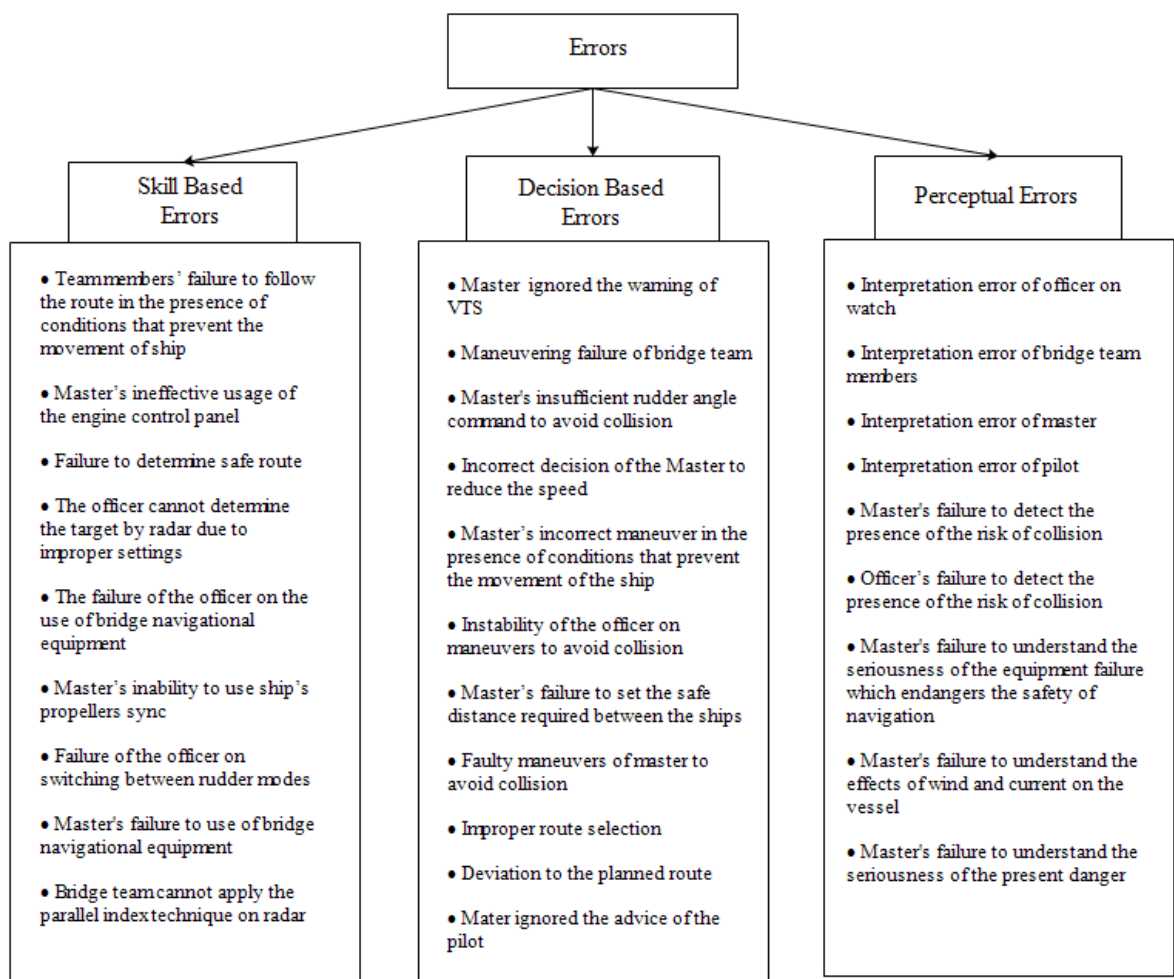 Errors
Skill Based
Errors
● Team members’ failure to follow
the route in the presence of
conditions that prevent the
movement of ship
● Master’s ineffective usage of
the engine control panel
● Failure to determine safe route
● The officer cannot determine
the target by radar due to
improper settings
● The failure of the officer on the
use of bridge navigational
equipment
● Master’s inability to use ship’s
propellers sync
● Failure of the officer on
switching between rudder modes
● Master's failure to use of bridge
navigational equipment
● Bridge team cannot apply the
parallel index technique on radar
Decision Based
Errors
● Master ignored the warning of
VTS
● Maneuvering failure of bridge team
● Master's insufficient rudder angle
command to avoid collision
● Incorrect decision of the Master to
reduce the speed
● Master’s incorrect maneuver in the
presence of conditions that prevent
the movement of the ship
● Instability of the officer on
maneuvers to avoid collision
● Master’s failure to set the safe
distance required between the ships
● Faulty maneuvers of master to
avoid collision
● Improper route selection
● Deviation to the planned route
● Mater ignored the advice of the
pilot
Perceptual Errors
● Interpretation error of officer on
watch
● Interpretation error of bridge team
members
● Interpretation error of master
● Interpretation error of pilot
● Master's failure to detect the
presence of the risk of collision
● Officer’s failure to detect the
presence of the risk of collision
● Master's failure to understand the
seriousness of the equipment failure
which endangers the safety of
navigation
● Master's failure to understand the
effects of wind and current on the
vessel
● Master's failure to understand the
seriousness of the present danger